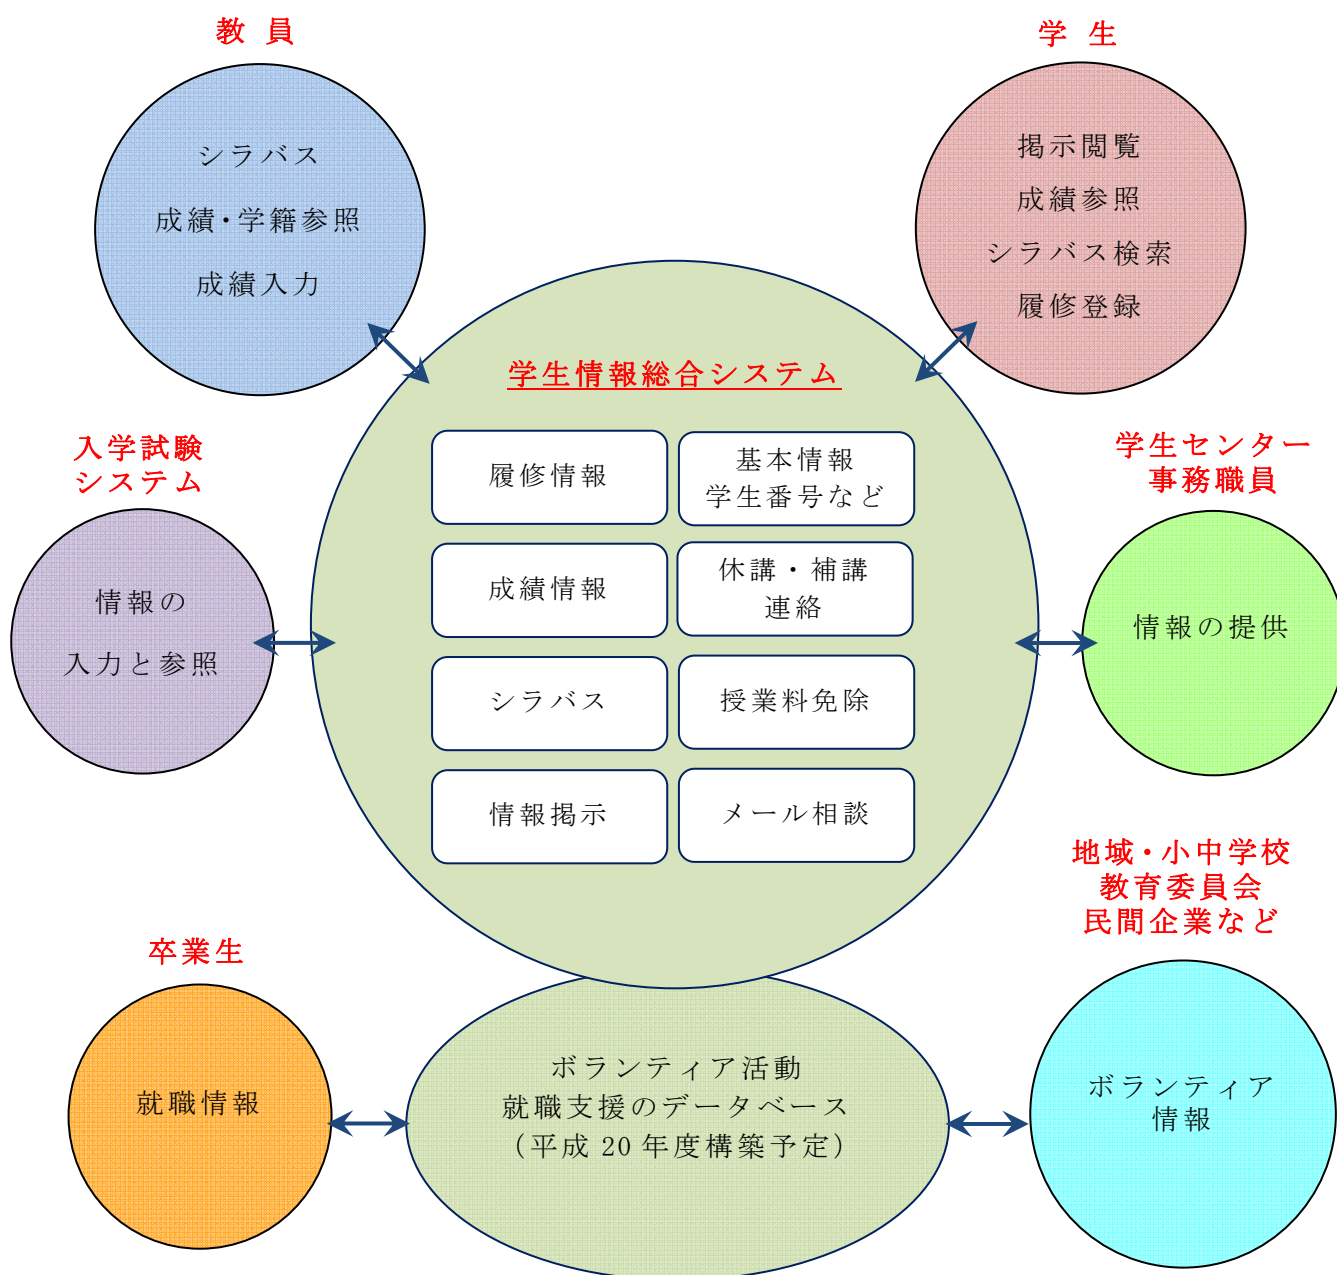 教 員
シラバス
成績・学籍参照
成績入力
学 生
掲示閲覧
成績参照
シラバス検索
履修登録
学生情報総合システム
履修情報
基本情報
学生番号など
成績情報
休講・補講
連絡
シラバス
授業料免除
情報掲示
メール相談
入学試験
システム
情報の
入力と参照
学生センター
事務職員
情報の提供
卒業生
就職情報
ボランティア活動
就職支援のデータベース
（平成 20 年度構築予定）
地域・小中学校
教育委員会
民間企業など
ボランティア
情報